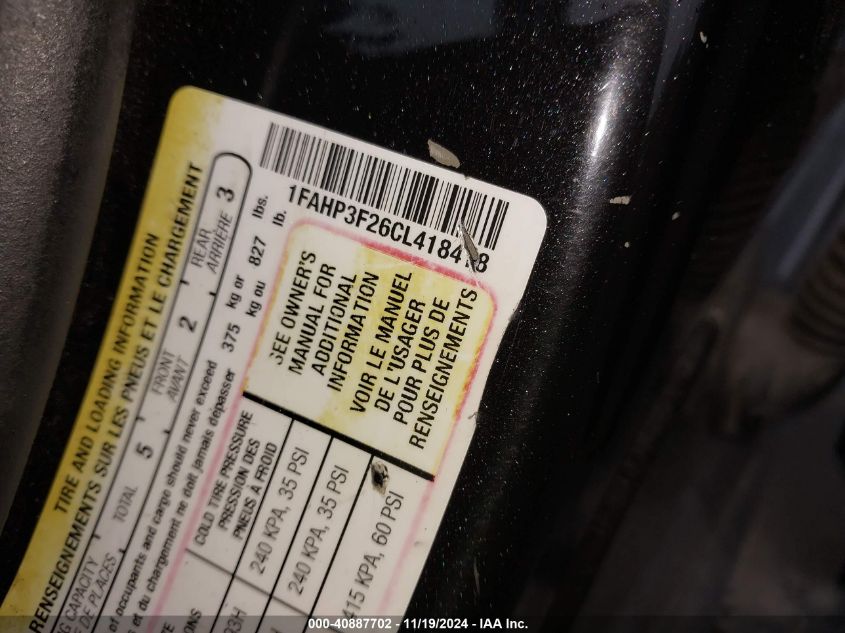 1FAHP3F26CL418418
TIRE AND LOADING INFORMATION
RENSEIGNEMENTS SUR LES PNEUS ET LE CHARGEMENT
G CAPACITY
DE PLACES
TOTAL 5
FRONT
AVANT 2
REAR
ARRIÈRE 3
of occupants and cargo should never exceed 375 kg or 827 lbs.
et du chargement ne doit jamais dépasser kg ou lb.
COLD TIRE PRESSURE
PRESSION DES
PNEUS À FROID
240 KPA, 35 PSI
240 KPA, 35 PSI
415 KPA, 60 PSI
SEE OWNER'S
MANUAL FOR
ADDITIONAL
INFORMATION
VOIR LE MANUEL
DE L'USAGER
POUR PLUS DE
RENSEIGNEMENTS
000-40887702 - 11/19/2024 - IAA Inc.